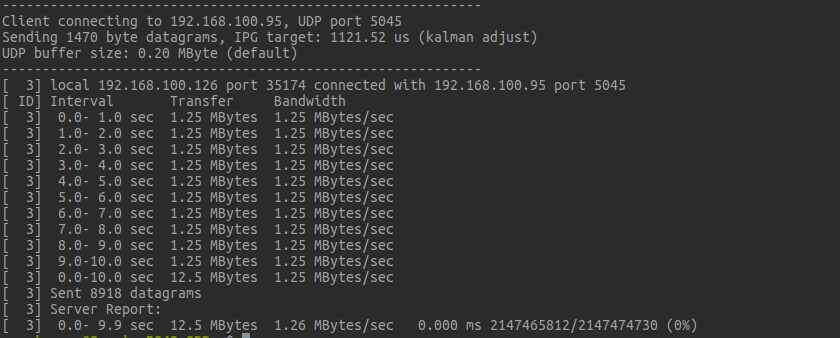 ------------------------------------------------------------
Client connecting to 192.168.100.95, UDP port 5045
Sending 1470 byte datagrams, IPG target: 1121.52 us (kalman adjust)
UDP buffer size: 0.20 MByte (default)
------------------------------------------------------------
[  3] local 192.168.100.126 port 35174 connected with 192.168.100.95 port 5045
[ ID] Interval       Transfer     Bandwidth
[  3]  0.0- 1.0 sec  1.25 MBytes  1.25 MBytes/sec
[  3]  1.0- 2.0 sec  1.25 MBytes  1.25 MBytes/sec
[  3]  2.0- 3.0 sec  1.25 MBytes  1.25 MBytes/sec
[  3]  3.0- 4.0 sec  1.25 MBytes  1.25 MBytes/sec
[  3]  4.0- 5.0 sec  1.25 MBytes  1.25 MBytes/sec
[  3]  5.0- 6.0 sec  1.25 MBytes  1.25 MBytes/sec
[  3]  6.0- 7.0 sec  1.25 MBytes  1.25 MBytes/sec
[  3]  7.0- 8.0 sec  1.25 MBytes  1.25 MBytes/sec
[  3]  8.0- 9.0 sec  1.25 MBytes  1.25 MBytes/sec
[  3]  9.0-10.0 sec  1.25 MBytes  1.25 MBytes/sec
[  3]  0.0-10.0 sec  12.5 MBytes  1.25 MBytes/sec
[  3] Sent 8918 datagrams
[  3] Server Report:
[  3]  0.0- 9.9 sec  12.5 MBytes  1.26 MBytes/sec   0.000 ms 2147465812/2147474730 (0%)